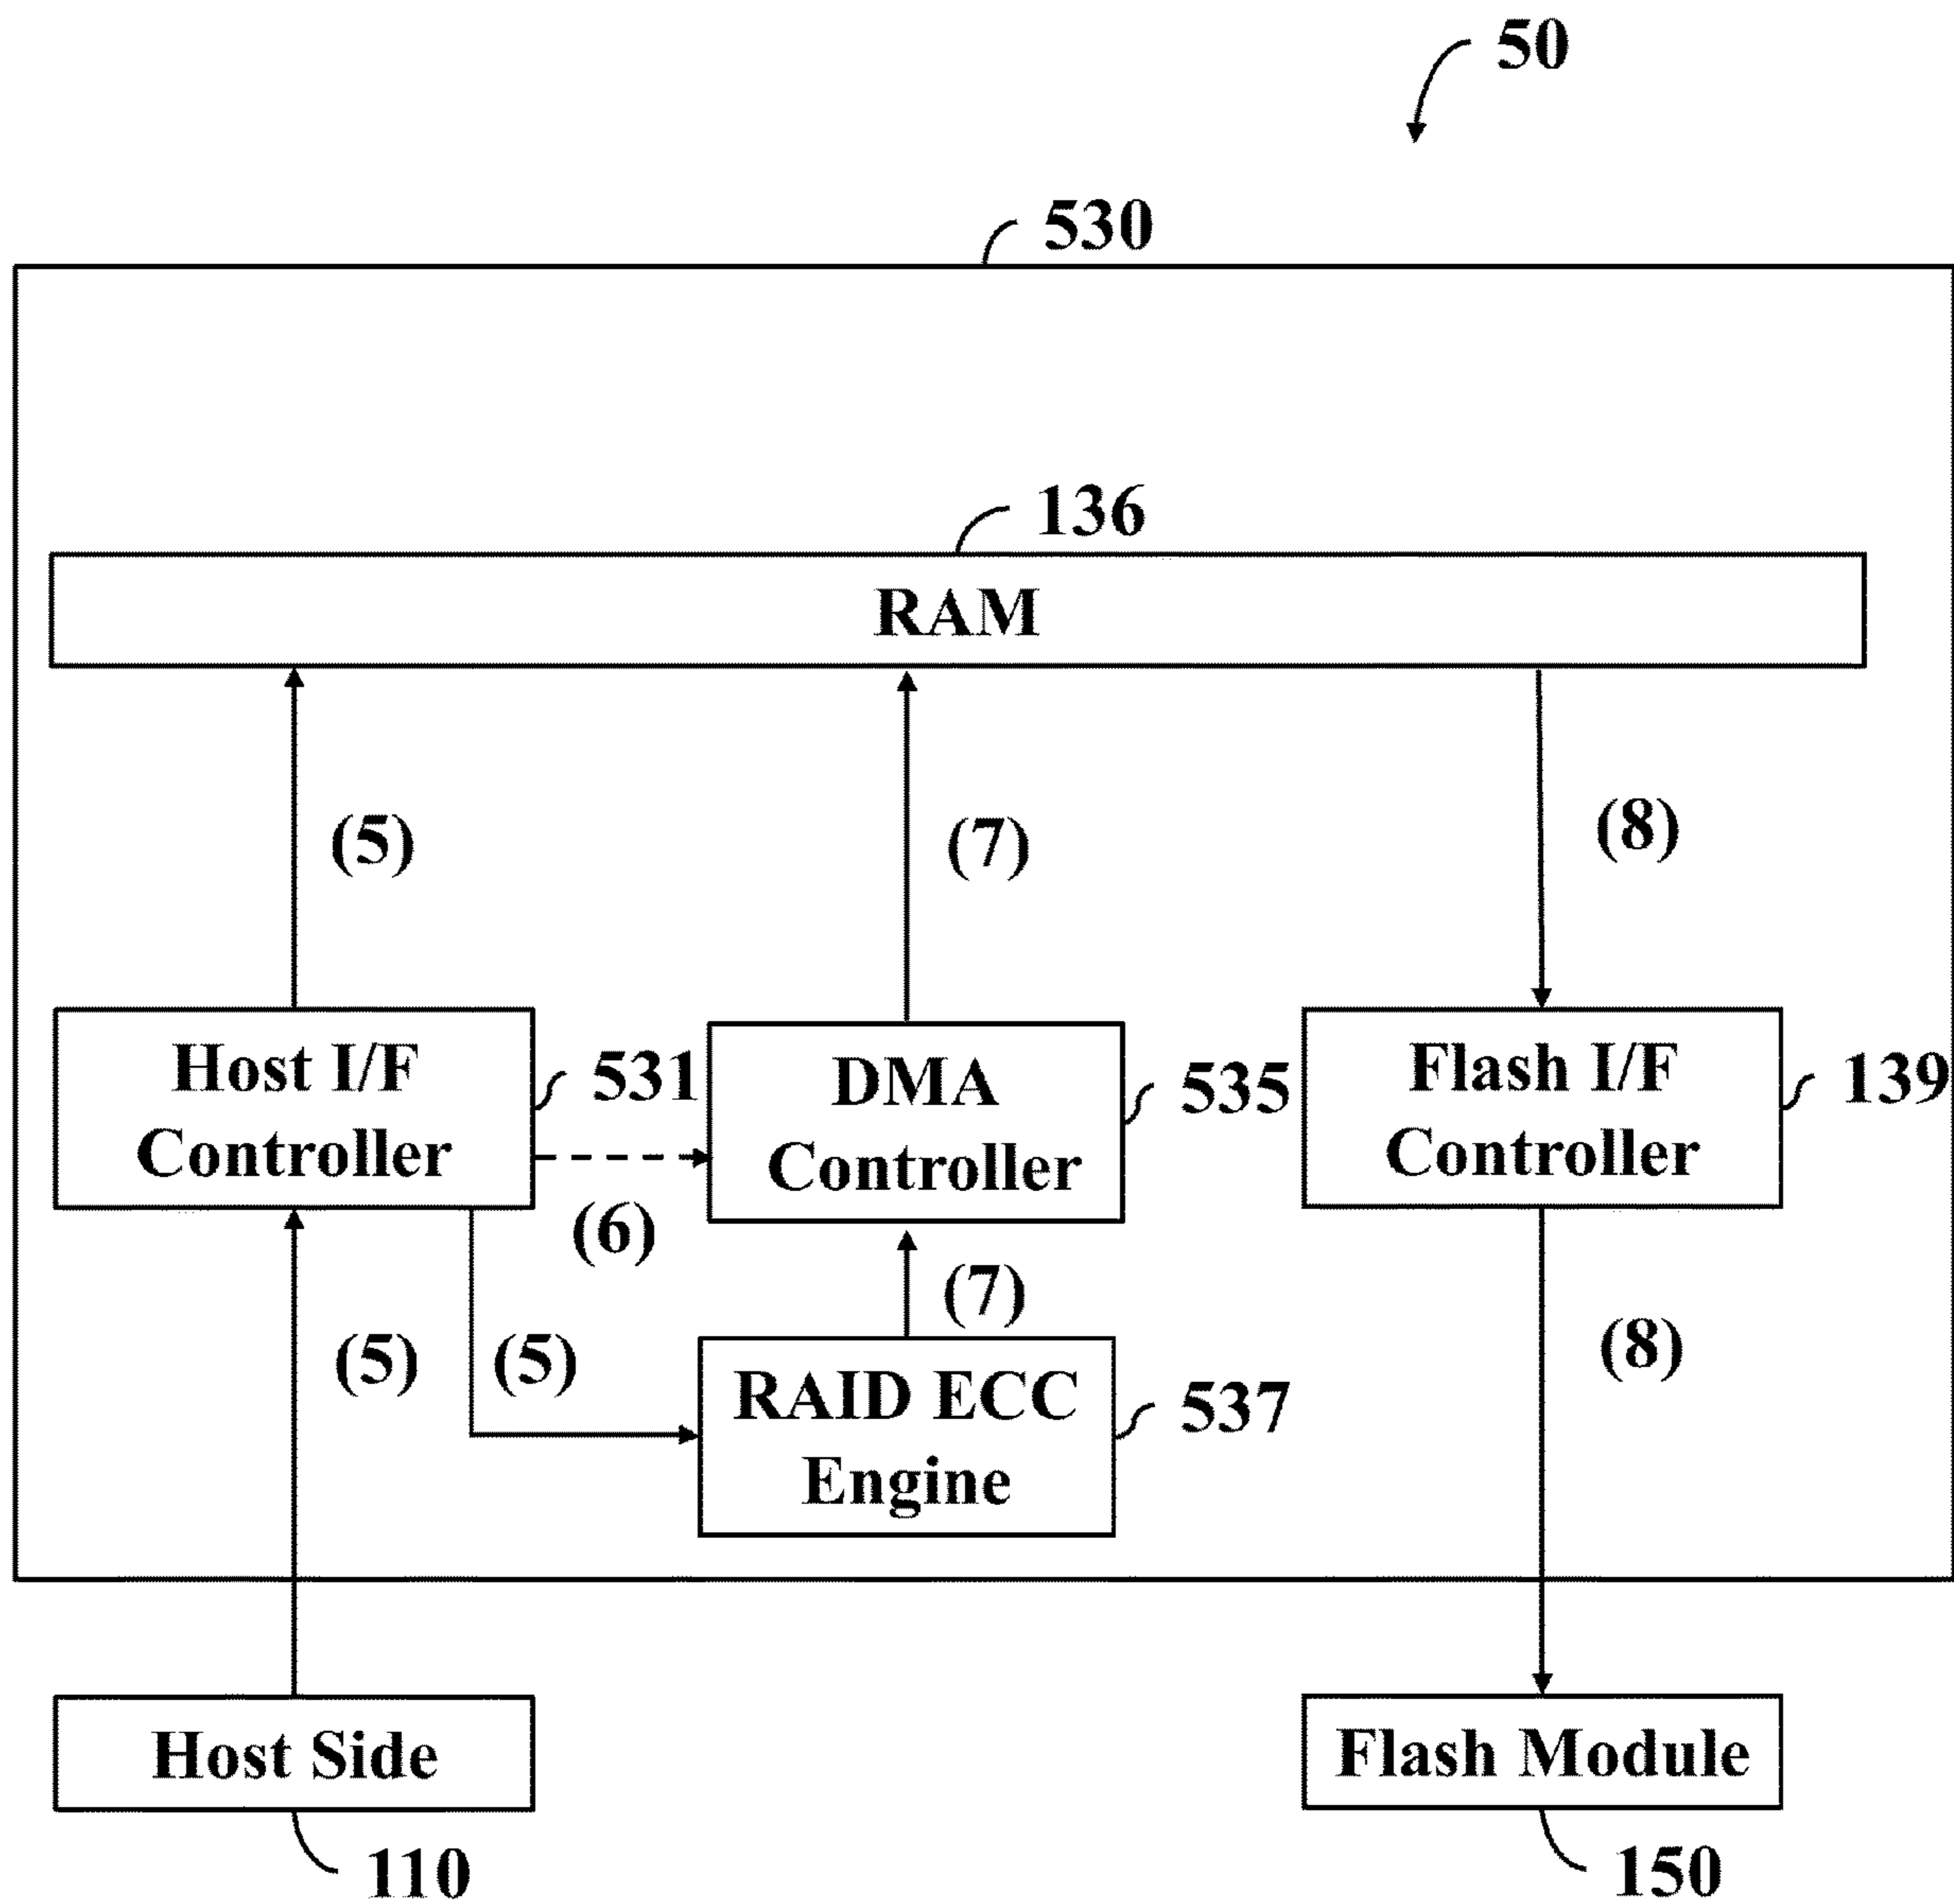 50
530
136
RAM
(5)
(7)
(8)
Host I/F
Controller
531
DMA
Controller
535
Flash I/F
Controller
139
(6)
(7)
(5)
(5)
(8)
RAID ECC
Engine
537
Host Side
Flash Module
110
150